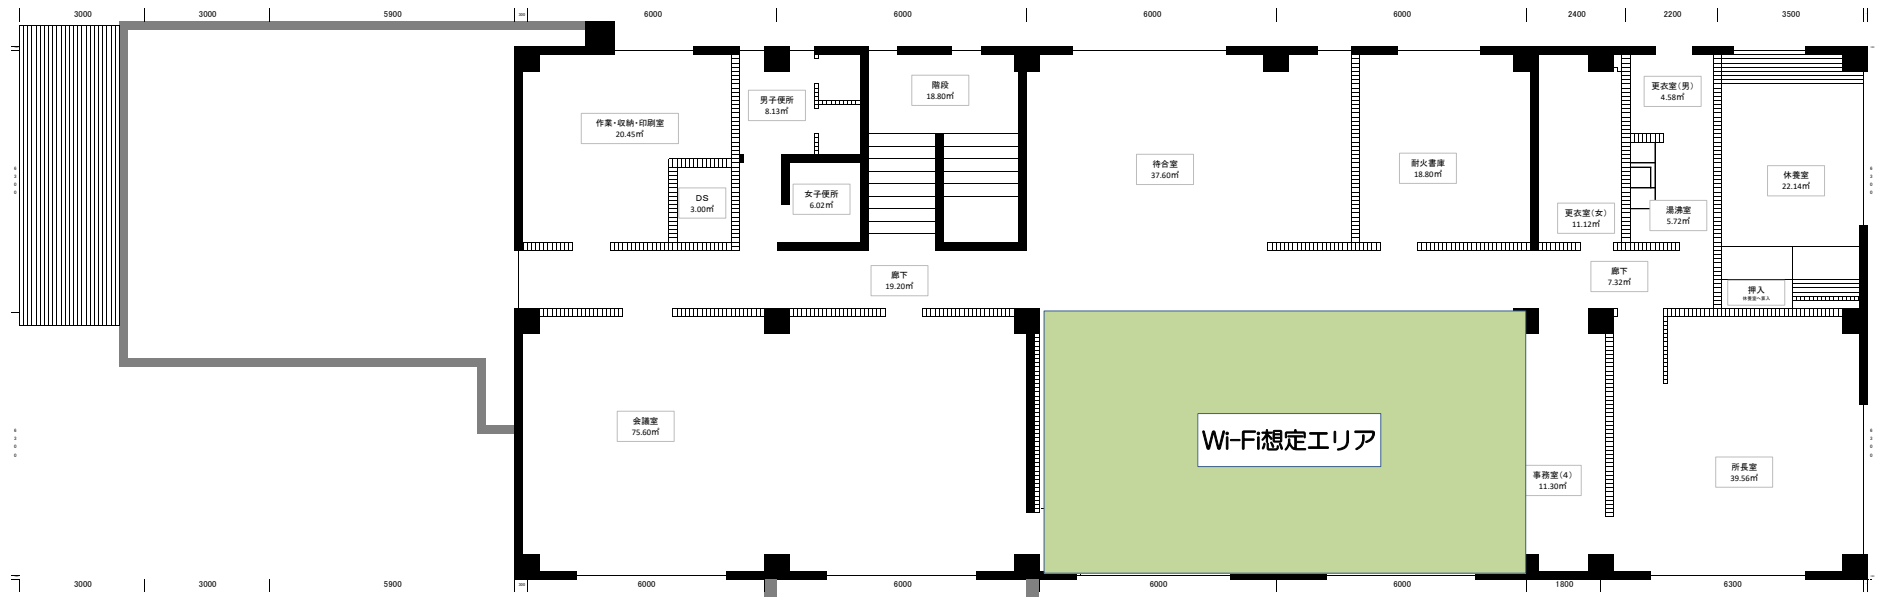 3000
3000
5900
6000
6000
6000
6000
2400
2200
3500
作業・収納・印刷室
20.45㎡
男子便所
8.13㎡
階段
18.80㎡
更衣室（男）
4.58㎡
待合室
37.60㎡
耐火書庫
18.80㎡
休養室
22.14㎡
DS
3.00㎡
女子便所
6.02㎡
更衣室（女）
11.12㎡
湯沸室
5.72㎡
廊下
19.20㎡
廊下
7.32㎡
押入
会議室
75.60㎡
Wi-Fi想定エリア
事務室（4）
11.30㎡
所長室
39.56㎡
3000
3000
5900
6000
6000
6000
6000
1800
6300